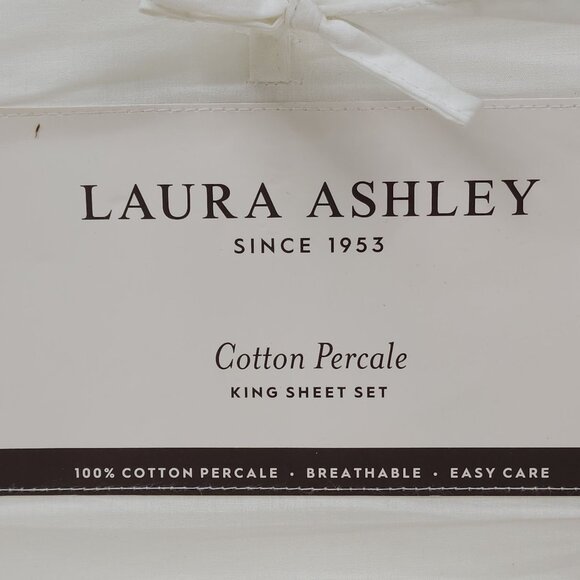 LAURA ASHLEY
SINCE 1953
Cotton Percale
KING SHEET SET
100% COTTON PERCALE • BREATHABLE • EASY CARE